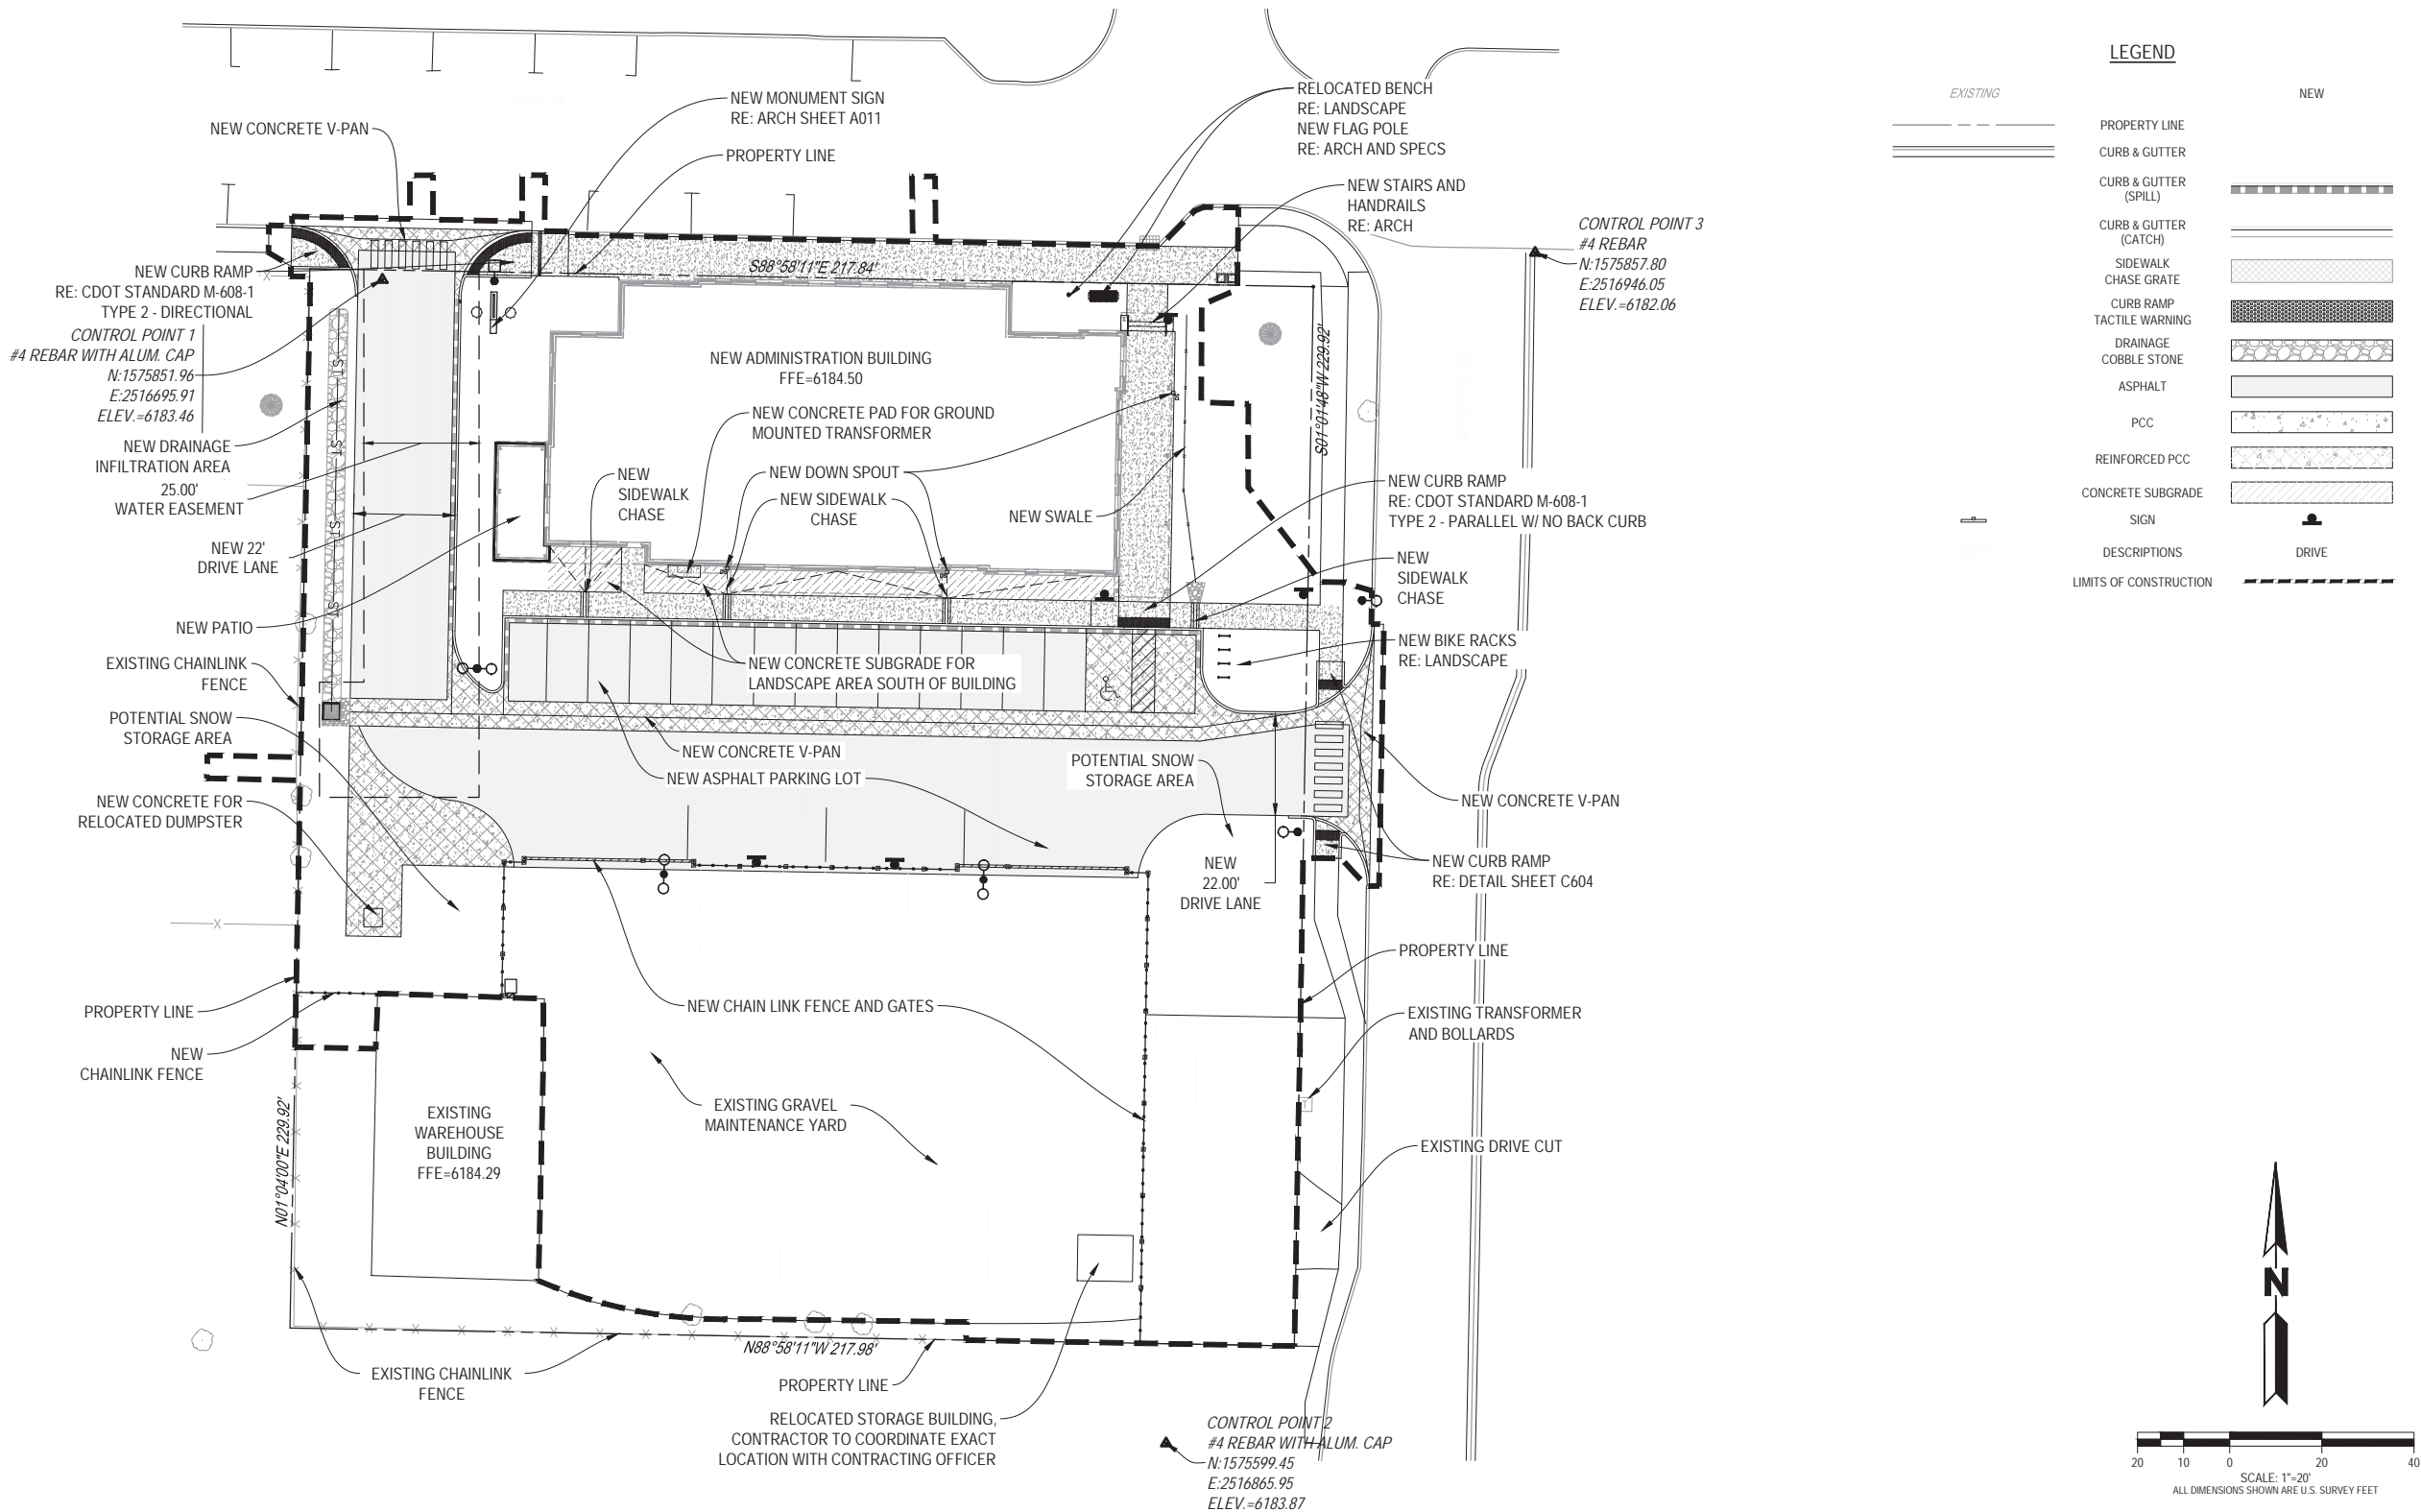 NEW MONUMENT SIGN
RE: ARCH SHEET A011
NEW CONCRETE V-PAN
PROPERTY LINE
RELOCATED BENCH
RE: LANDSCAPE
NEW FLAG POLE
RE: ARCH AND SPECS
NEW STAIRS AND
HANDRAILS
RE: ARCH
CONTROL POINT 3
#4 REBAR
N:1575857.80
E:2516946.05
ELEV.=6182.06
NEW CURB RAMP
RE: CDOT STANDARD M-608-1
TYPE 2 - DIRECTIONAL
CONTROL POINT 1
#4 REBAR WITH ALUM. CAP
N:1575851.96
E:2516695.91
ELEV.=6183.46
NEW DRAINAGE
INFILTRATION AREA
25.00'
WATER EASEMENT
NEW 22'
DRIVE LANE
NEW PATIO
EXISTING CHAINLINK
FENCE
POTENTIAL SNOW
STORAGE AREA
NEW CONCRETE FOR
RELOCATED DUMPSTER
PROPERTY LINE
NEW
CHAINLINK FENCE
N01°04'00"E 229.92'
ST
ST
ST
ST
ST
S88°58'11"E 217.84'
NEW ADMINISTRATION BUILDING
FFE=6184.50
NEW CONCRETE PAD FOR GROUND
MOUNTED TRANSFORMER
NEW
SIDEWALK
CHASE
NEW DOWN SPOUT
NEW SIDEWALK
CHASE
NEW SWALE
S01°01'48"W 229.92'
NEW CURB RAMP
RE: CDOT STANDARD M-608-1
TYPE 2 - PARALLEL W/ NO BACK CURB
NEW
SIDEWALK
CHASE
NEW BIKE RACKS
RE: LANDSCAPE
NEW CONCRETE SUBGRADE FOR
LANDSCAPE AREA SOUTH OF BUILDING
NEW CONCRETE V-PAN
NEW ASPHALT PARKING LOT
POTENTIAL SNOW
STORAGE AREA
NEW CONCRETE V-PAN
NEW
22.00'
DRIVE LANE
NEW CURB RAMP
RE: DETAIL SHEET C604
PROPERTY LINE
NEW CHAIN LINK FENCE AND GATES
EXISTING TRANSFORMER
AND BOLLARDS
T
EXISTING GRAVEL
MAINTENANCE YARD
EXISTING
WAREHOUSE
BUILDING
FFE=6184.29
EXISTING DRIVE CUT
N88°58'11"W 217.98'
EXISTING CHAINLINK
FENCE
PROPERTY LINE
RELOCATED STORAGE BUILDING,
CONTRACTOR TO COORDINATE EXACT
LOCATION WITH CONTRACTING OFFICER
CONTROL POINT 2
#4 REBAR WITH ALUM. CAP
N:1575599.45
E:2516865.95
ELEV.=6183.87
LEGEND
EXISTING
NEW
PROPERTY LINE
CURB & GUTTER
CURB & GUTTER
(SPILL)
CURB & GUTTER
(CATCH)
SIDEWALK
CHASE GRATE
CURB RAMP
TACTILE WARNING
DRAINAGE
COBBLE STONE
ASPHALT
PCC
REINFORCED PCC
CONCRETE SUBGRADE
SIGN
DESCRIPTIONS
DRIVE
LIMITS OF CONSTRUCTION
N
20 10 0 20 40
SCALE: 1"=20'
ALL DIMENSIONS SHOWN ARE U.S. SURVEY FEET